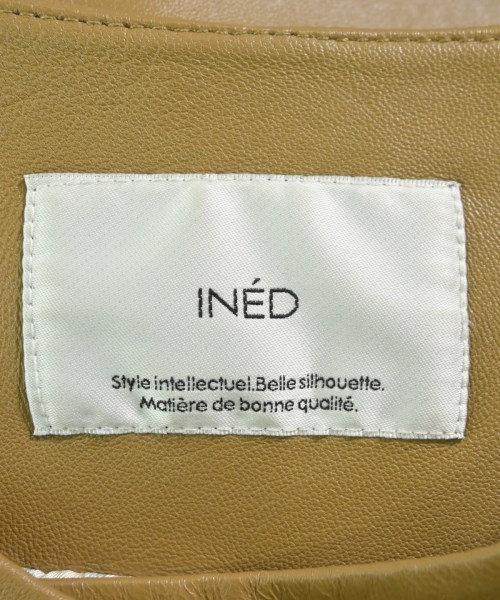 INÉD
Style intellectuel. Belle silhouette.
Matière de bonne qualité.